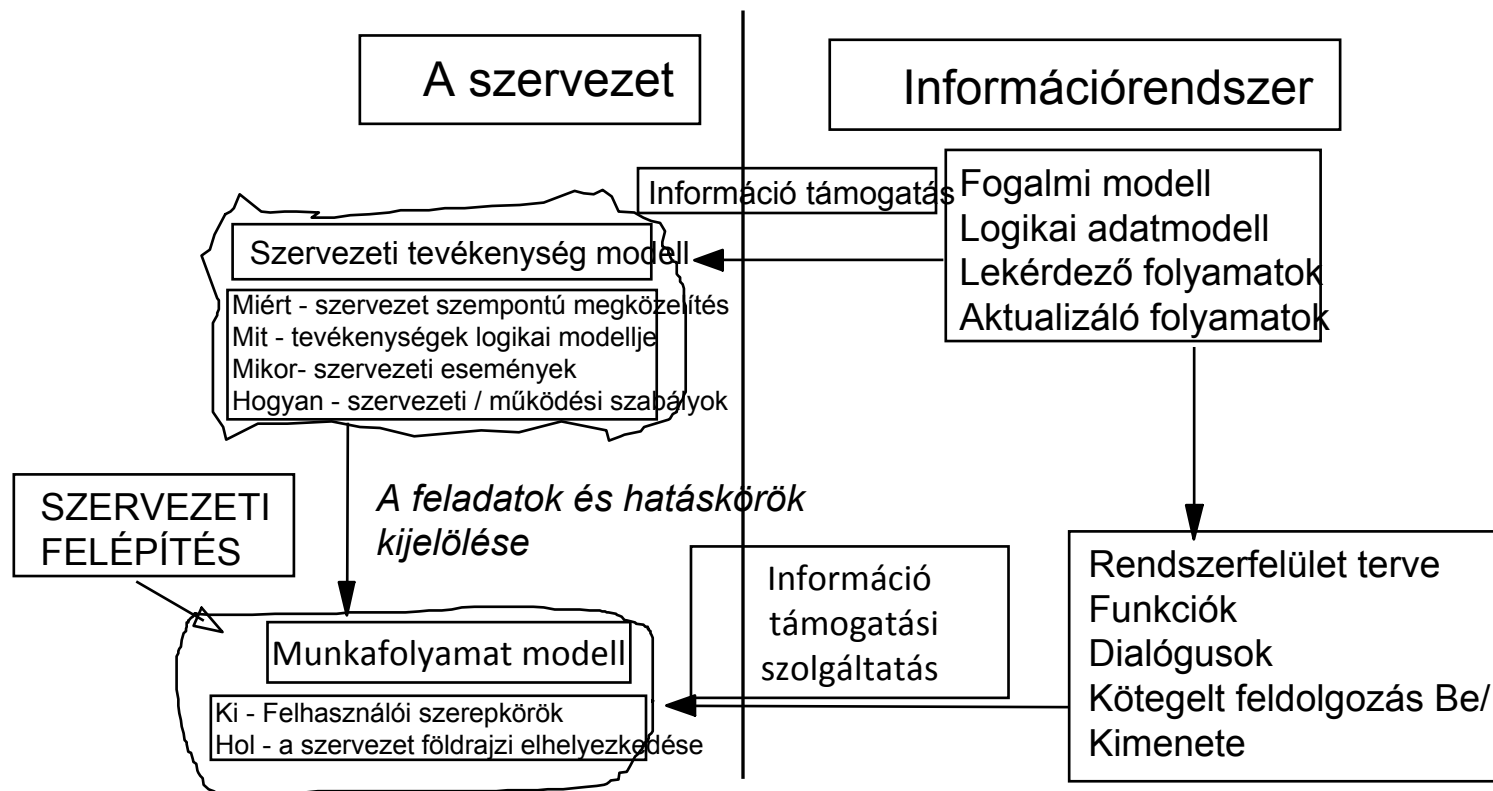 A szervezet
Információrendszer
Információ támogatás
Fogalmi modell
Logikai adatmodell
Lekérdező folyamatok
Aktualizáló folyamatok
Szervezeti tevékenység modell
Miért - szervezet szempontú megközelítés
Mit - tevékenységek logikai modellje
Mikor- szervezeti események
Hogyan - szervezeti / működési szabályok
SZERVEZETI
FELÉPÍTÉS
A feladatok és hatáskörök
kijelölése
Információ
támogatási
szolgáltatás
Rendszerfelület terve
Funkciók
Dialógusok
Kötegelt feldolgozás Be/
Kimenete
Munkafolyamat modell
Ki - Felhasználói szerepkörök
Hol - a szervezet földrajzi elhelyezkedése